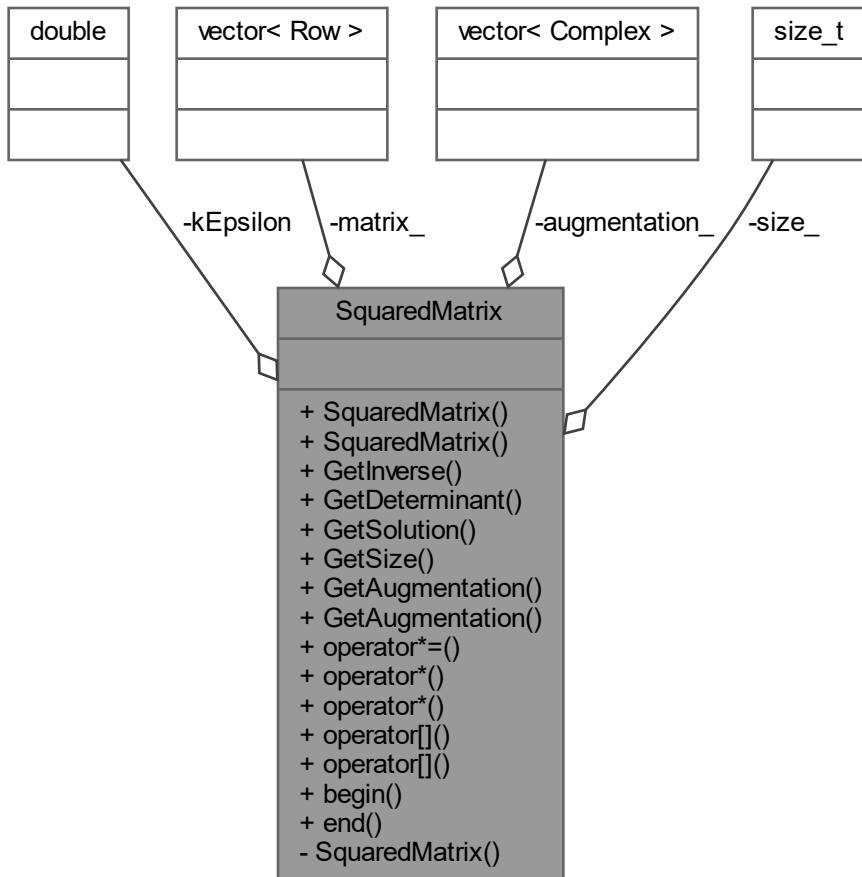 double
vector< Row >
vector< Complex >
size_t
-kEpsilon
-matrix_
-augmentation_
-size_
SquaredMatrix
+ SquaredMatrix()
+ SquaredMatrix()
+ GetInverse()
+ GetDeterminant()
+ GetSolution()
+ GetSize()
+ GetAugmentation()
+ GetAugmentation()
+ operator*=()
+ operator*()
+ operator*()
+ operator[]()
+ operator[]()
+ begin()
+ end()
- SquaredMatrix()